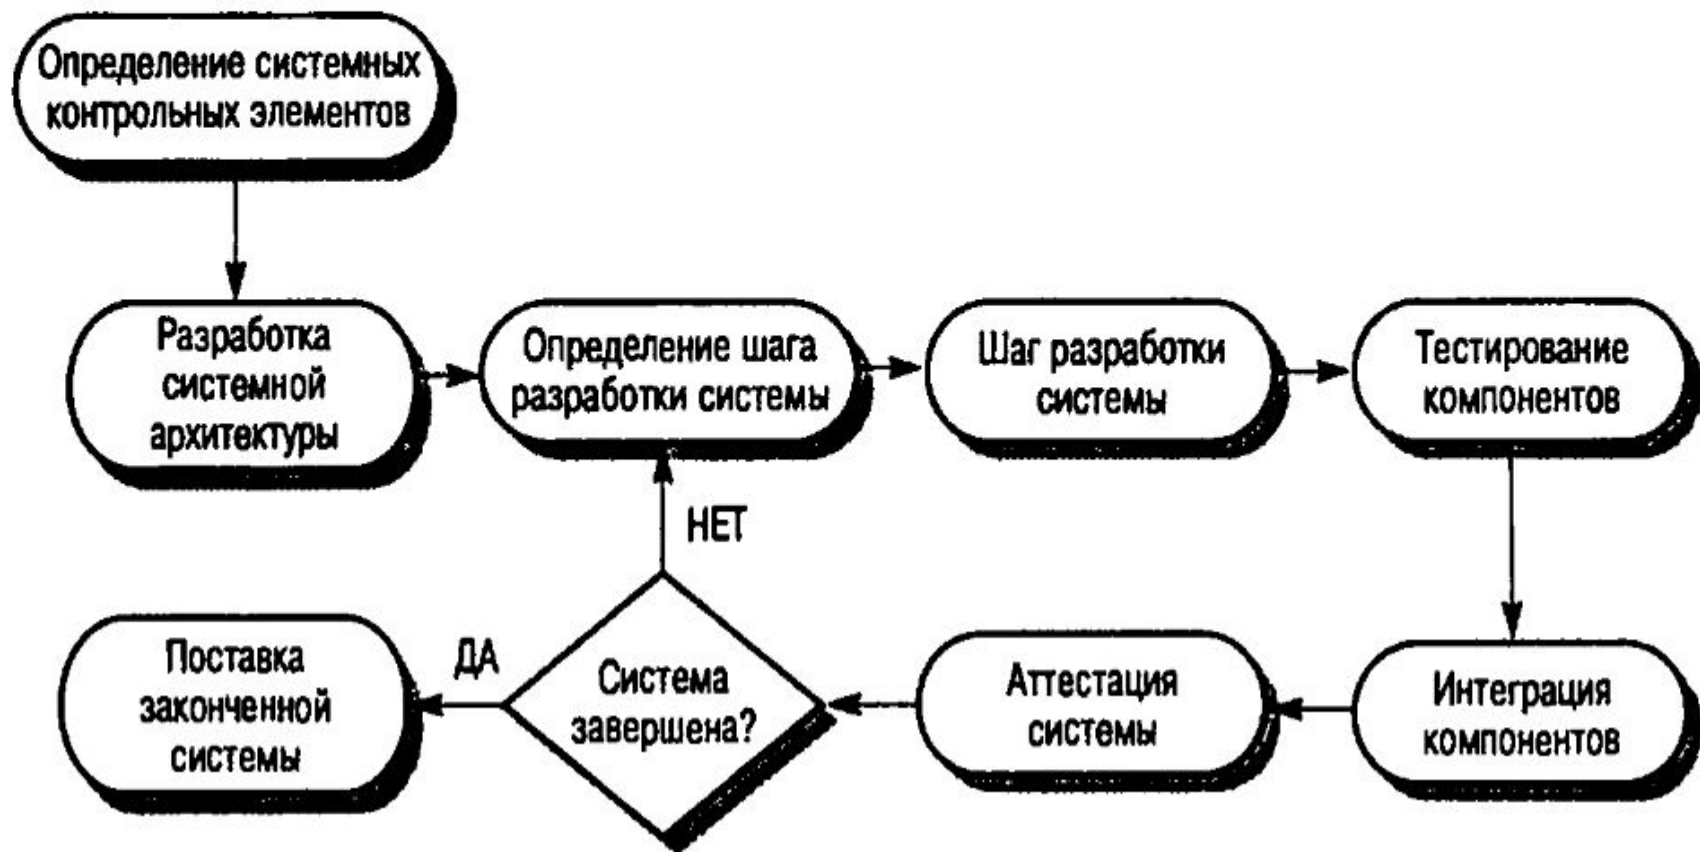 Определение системных
контрольных элементов
Разработка
системной
архитектуры
Определение шага
разработки системы
Шаг разработки
системы
Тестирование
компонентов
НЕТ
Поставка
законченной
системы
ДА
Система
завершена?
Аттестация
системы
Интеграция
компонентов